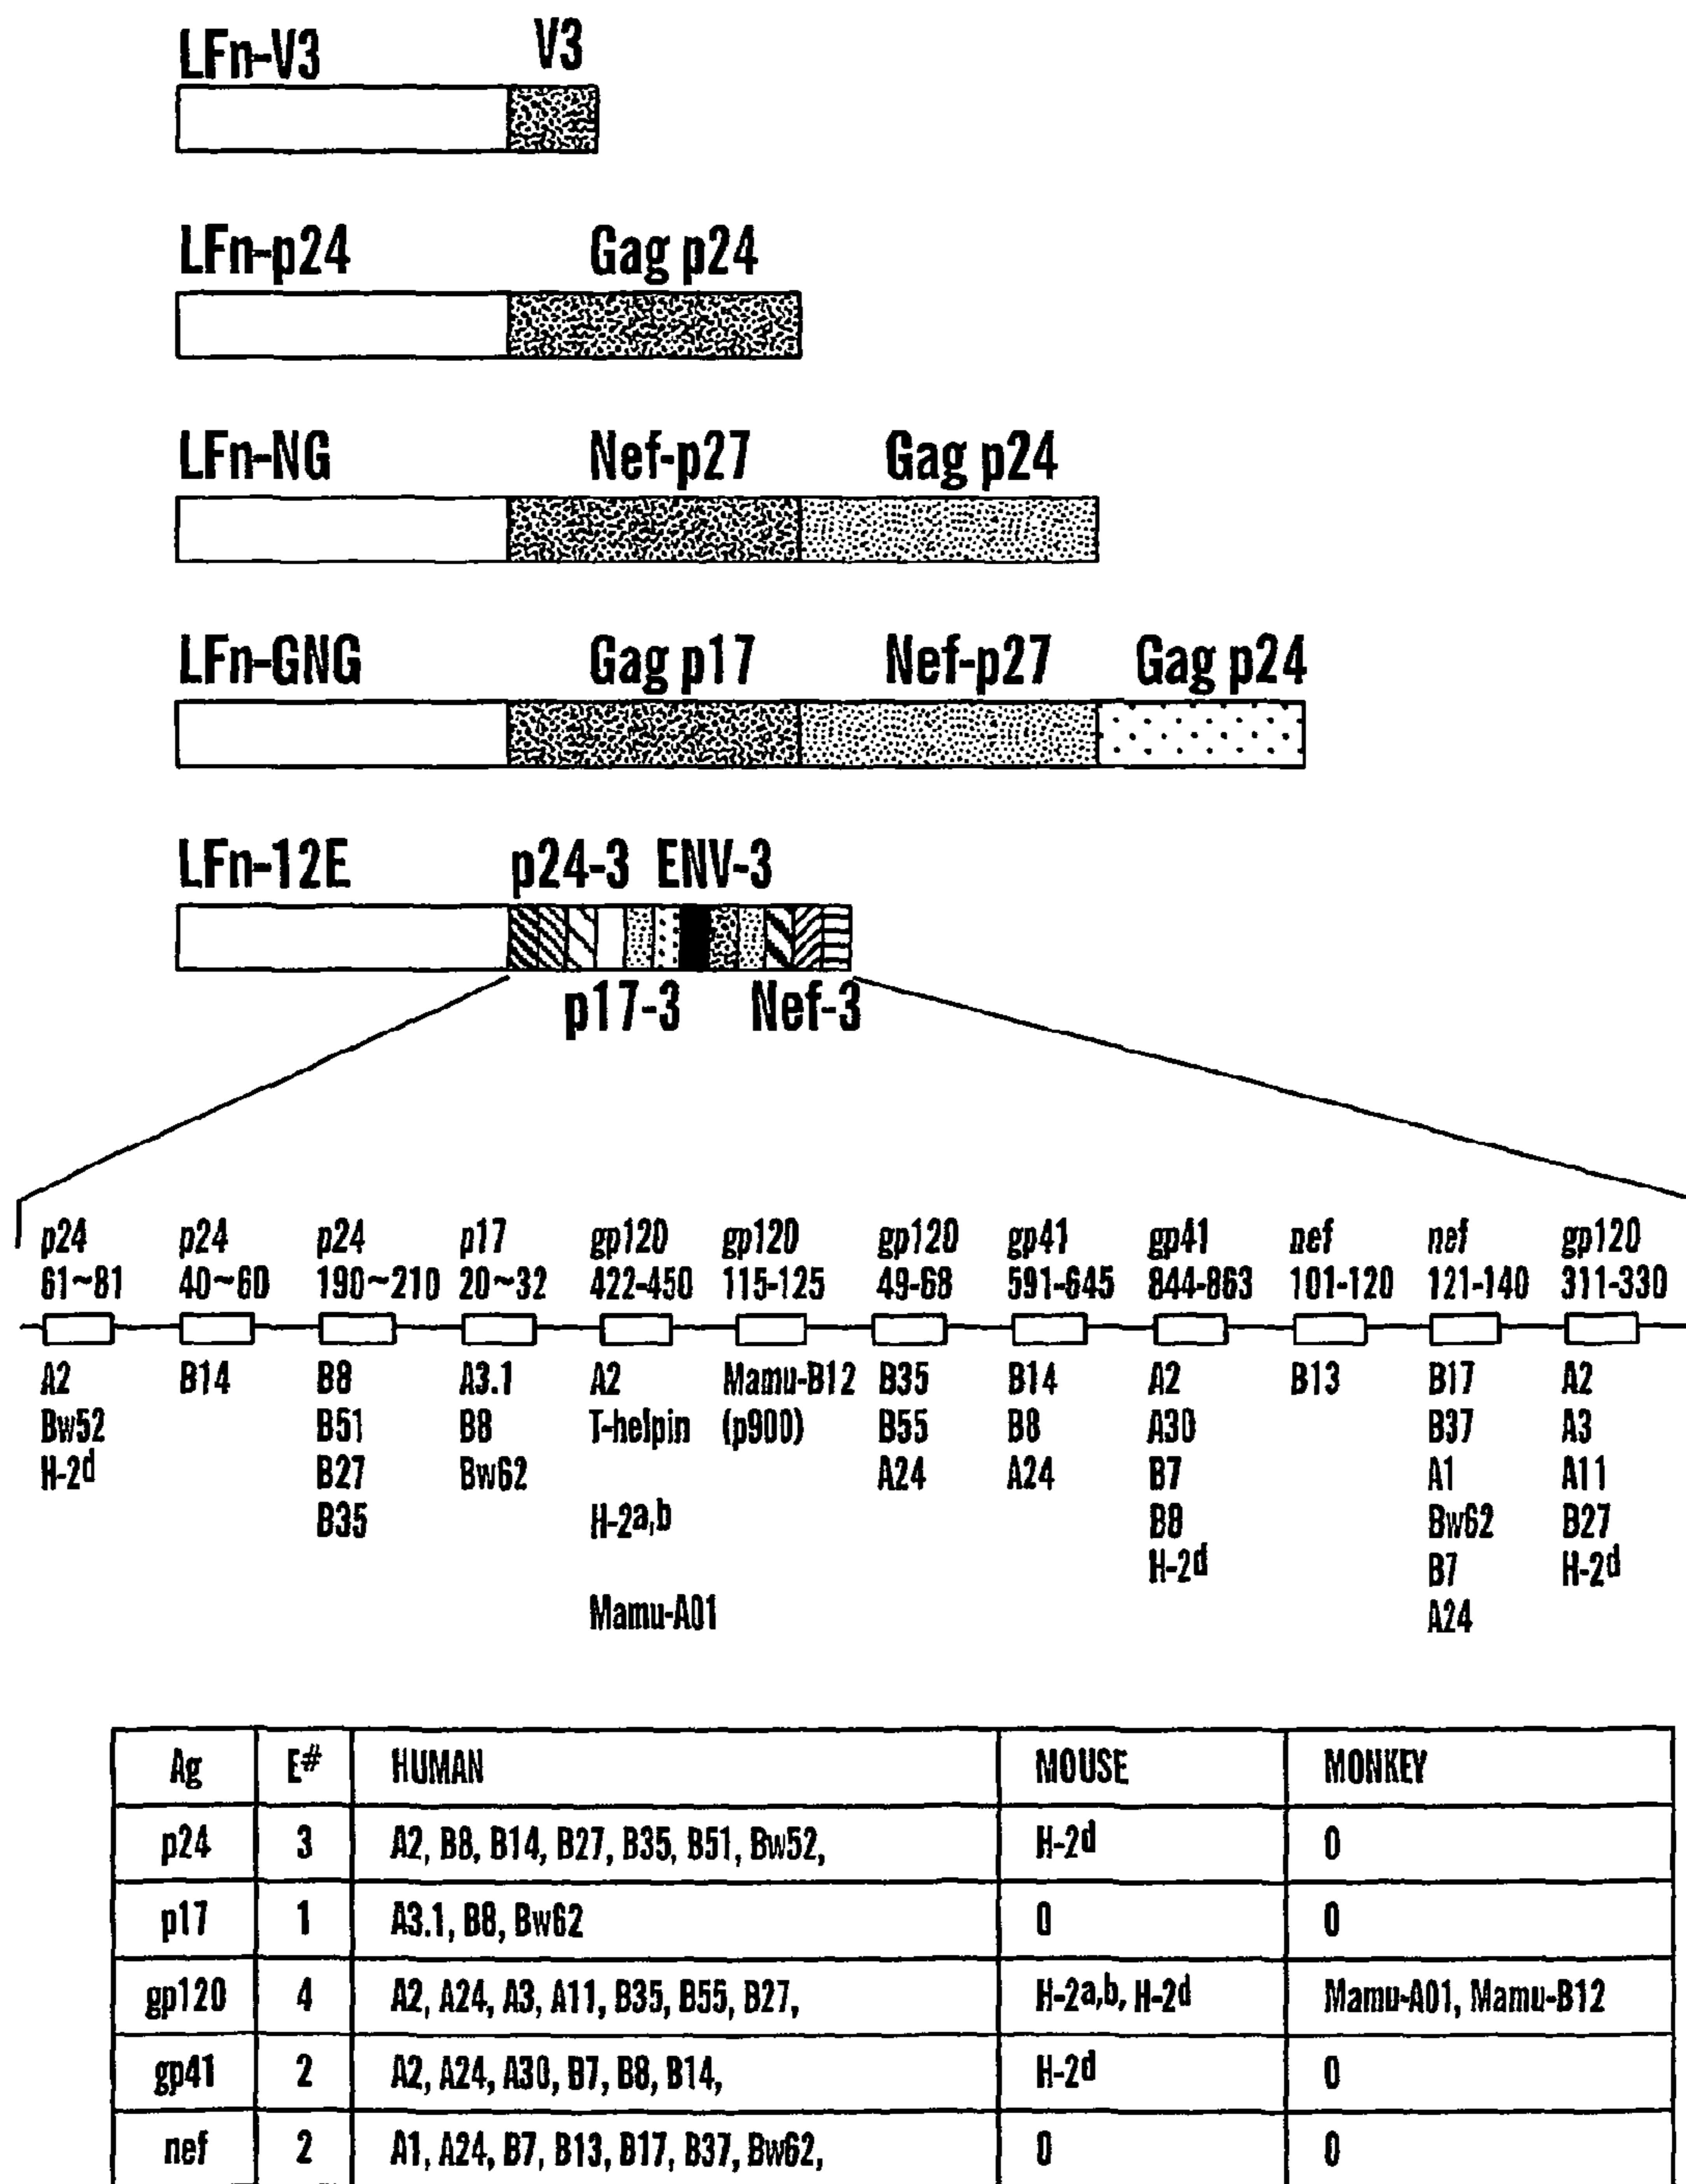 LFn-V3 V3
LFn-p24 Gag p24
LFn-NG Nef-p27 Gag p24
LFn-GNG Gag p17 Nef-p27 Gag p24
LFn-12E p24-3 ENV-3
p17-3 Nef-3
p24 p24 p24 p17 gp120 gp120 gp120 gp41 gp41 nef nef gp120
61~81 40~60 190~210 20~32 422-450 115-125 49-68 591-645 844-863 101-120 121-140 311-330
A2 B14 B8 A3.1 A2 Mamu-B12 B35 B14 A2 B13 B17 A2
Bw52 B51 B8 T-helpin (p900) B55 B8 A30 B37 A3
H-2d B27 Bw62 A24 A24 B7 A1 A11
B35 H-2a,b B8 Bw62 B27
H-2d B7 H-2d
Mamu-A01 A24
Ag E# HUMAN MOUSE MONKEY
p24 3 A2, B8, B14, B27, B35, B51, Bw52, H-2d 0
p17 1 A3.1, B8, Bw62 0 0
gp120 4 A2, A24, A3, A11, B35, B55, B27, H-2a,b, H-2d Mamu-A01, Mamu-B12
gp41 2 A2, A24, A30, B7, B8, B14, H-2d 0
nef 2 A1, A24, B7, B13, B17, B37, Bw62, 0 0